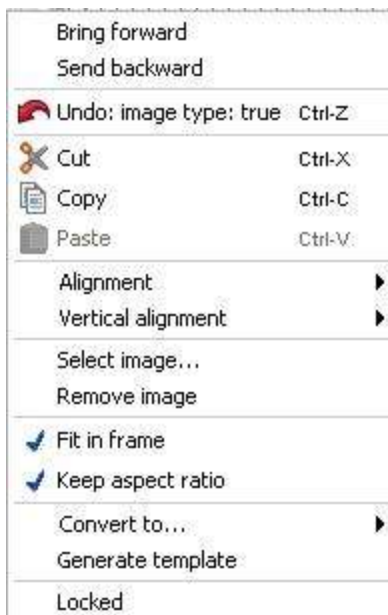 Bring forward
Send backward
Undo: image type: true Ctrl-Z
Cut Ctrl-X
Copy Ctrl-C
Paste Ctrl-V
Alignment
Vertical alignment
Select image...
Remove image
Fit in frame
Keep aspect ratio
Convert to...
Generate template
Locked